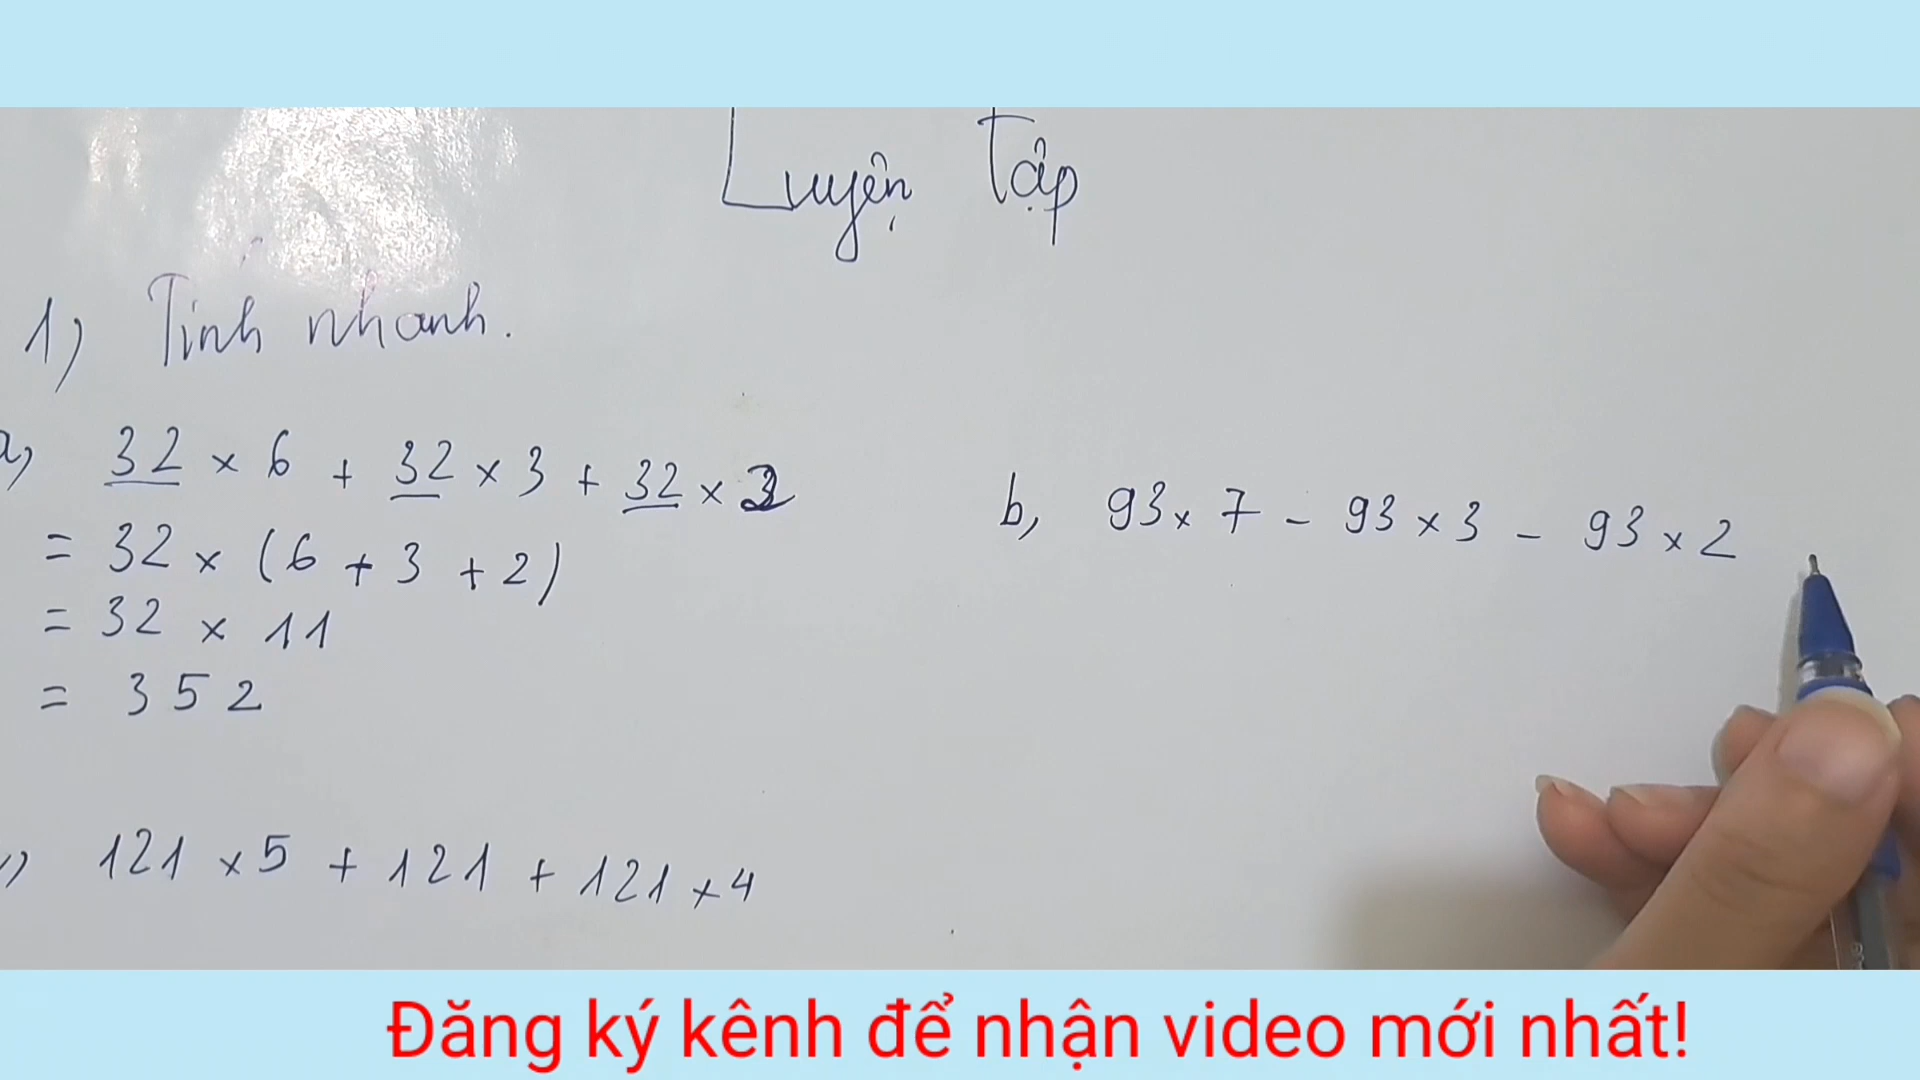 Luyện Tập
1) Tính nhanh.
a, 32 × 6 + 32 × 3 + 32 × 2
= 32 × (6 + 3 + 2)
= 32 × 11
= 352
b, 93 × 7 - 93 × 3 - 93 × 2
) 121 × 5 + 121 + 121 × 4
Đăng ký kênh để nhận video mới nhất!